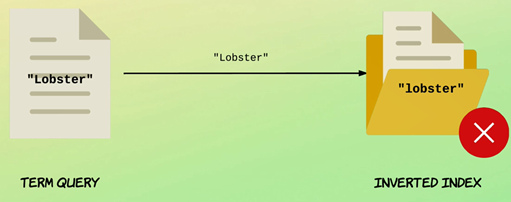 "Lobster"
"Lobster"
"lobster"
TERM QUERY
INVERTED INDEX